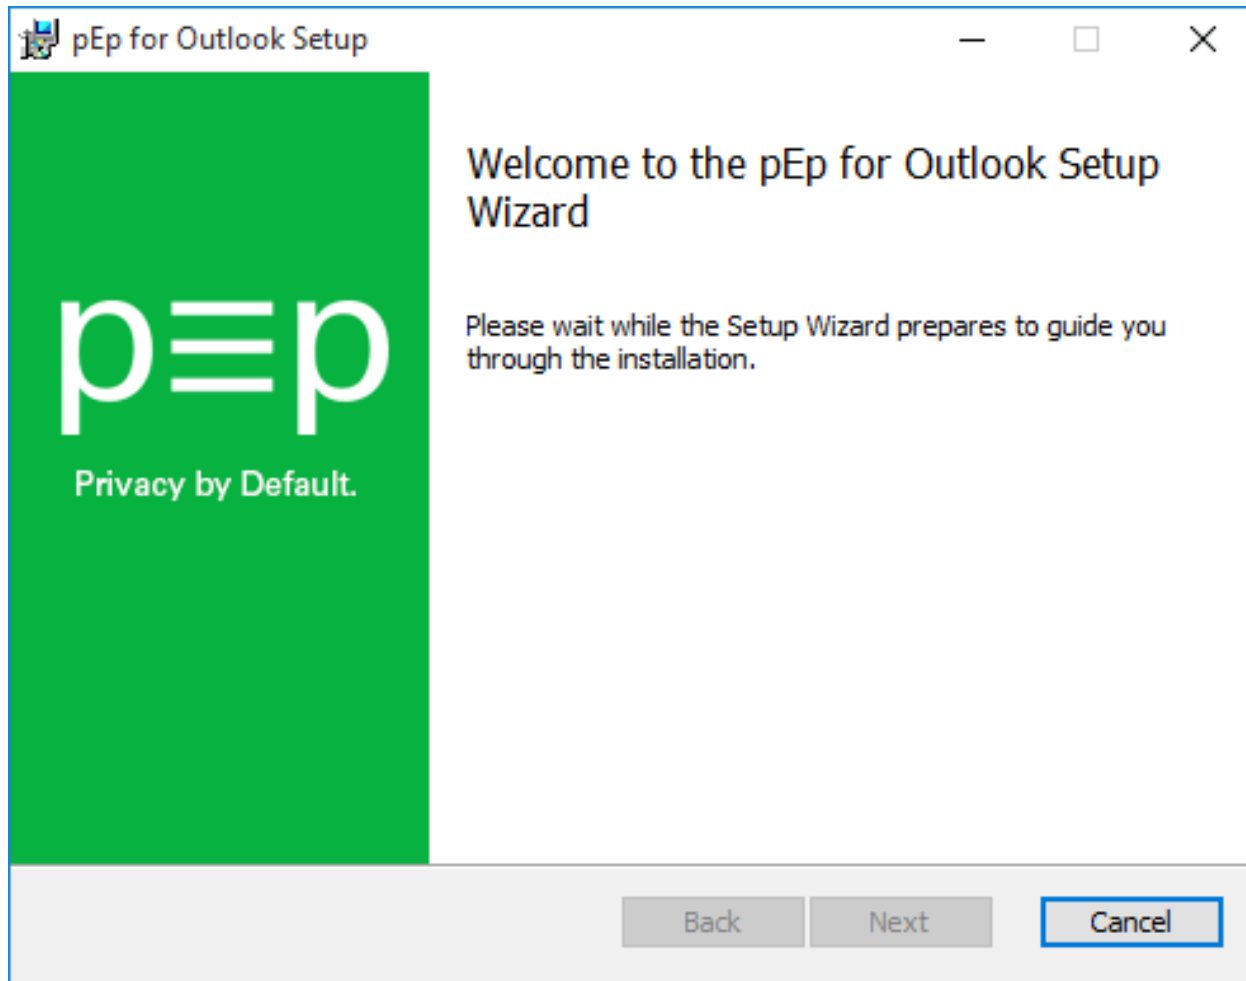 pEp for Outlook Setup
Welcome to the pEp for Outlook Setup
Wizard
Please wait while the Setup Wizard prepares to guide you
through the installation.
p≡p
Privacy by Default.
Back
Next
Cancel